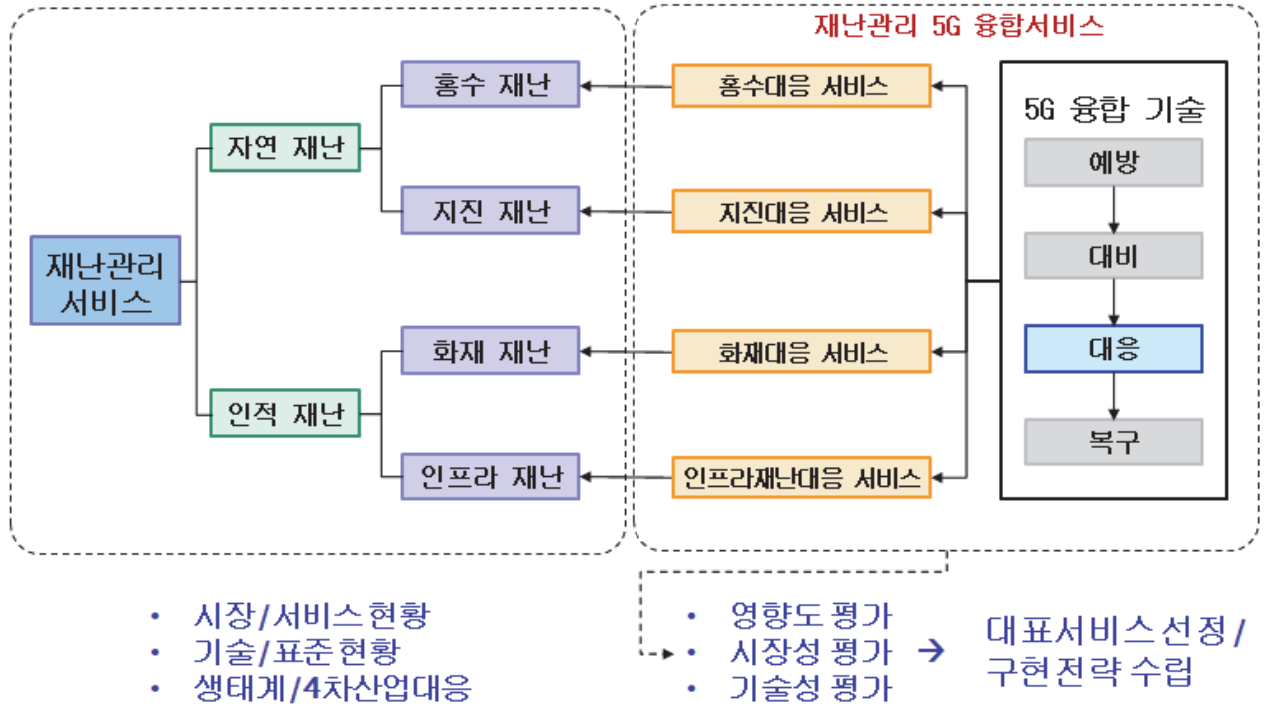 재난관리 5G 융합서비스
홍수 재난
홍수대응 서비스
5G 융합 기술
자연 재난
예방
지진 재난
지진대응 서비스
재난관리
서비스
대비
화재 재난
화재대응 서비스
대응
인적 재난
복구
인프라 재난
인프라재난대응 서비스
• 시장/서비스 현황
• 기술/표준 현황
• 생태계/4차산업대응
• 영향도 평가
• 시장성 평가 →
• 기술성 평가
대표서비스 선정/
구현전략 수립